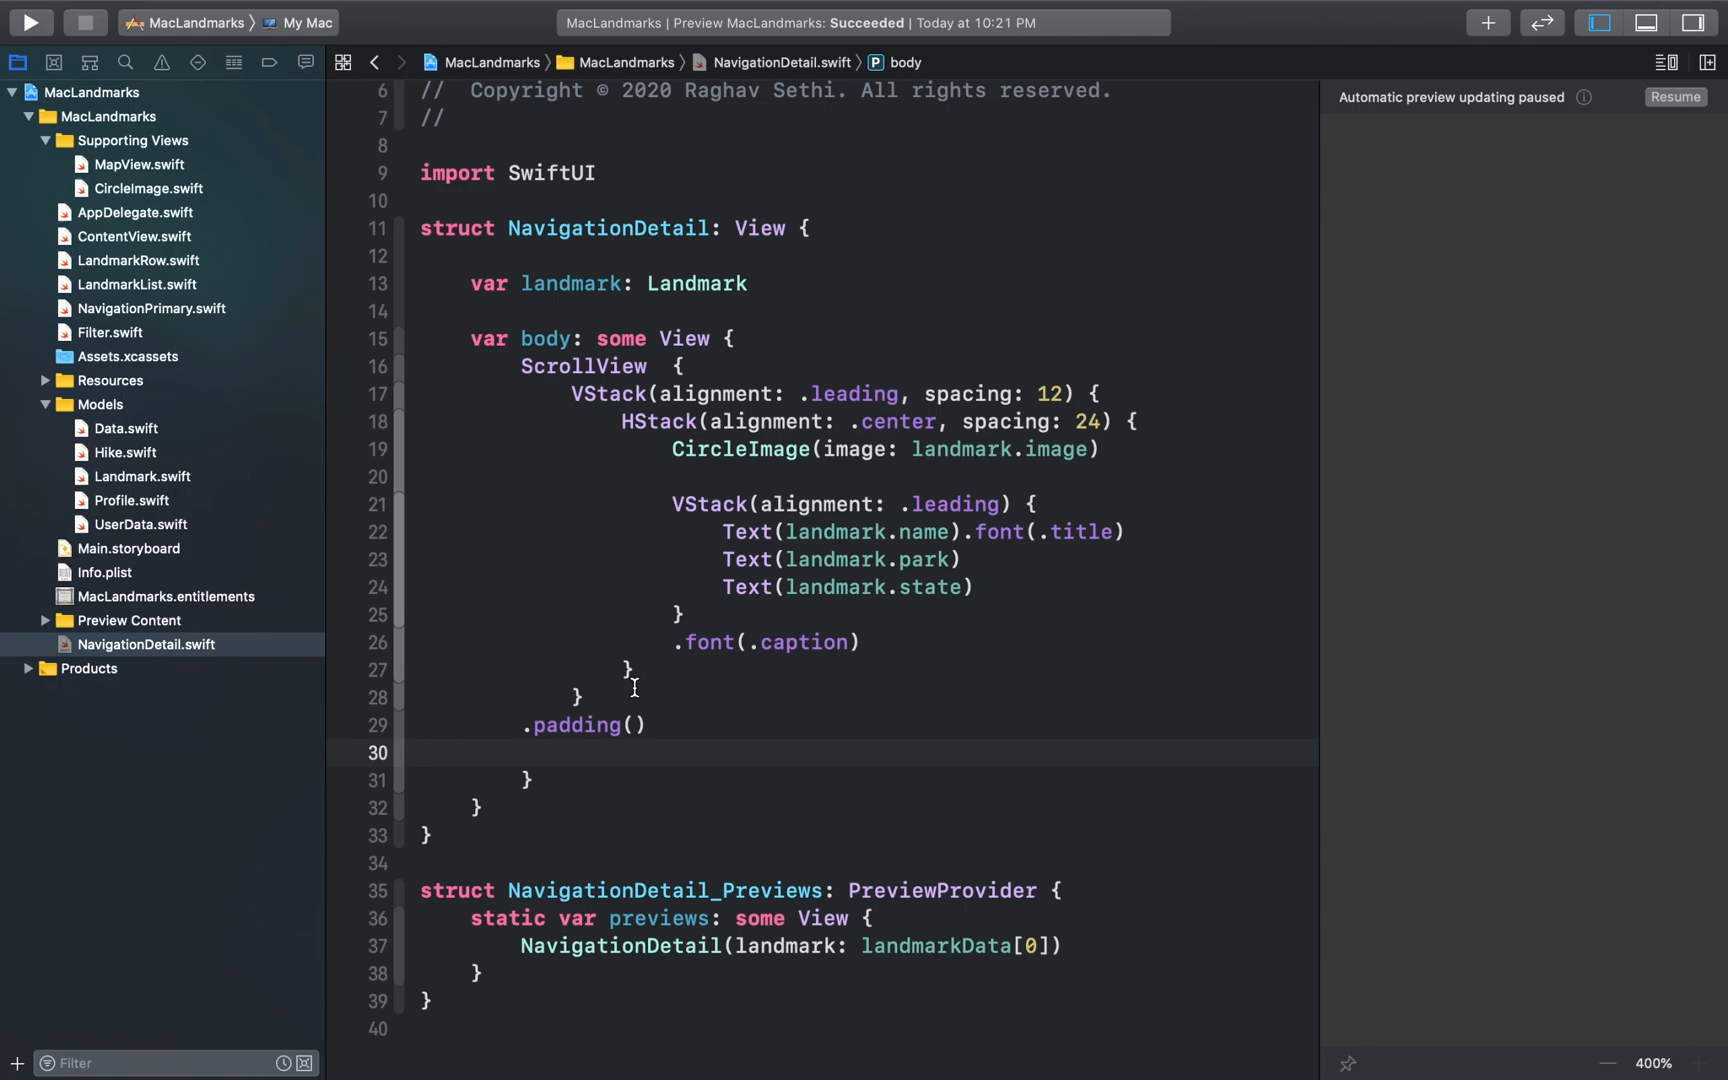 MacLandmarks › My Mac
MacLandmarks | Preview MacLandmarks: Succeeded | Today at 10:21 PM
MacLandmarks › MacLandmarks › NavigationDetail.swift › P body
Automatic preview updating paused
Resume
MacLandmarks
MacLandmarks
Supporting Views
MapView.swift
CircleImage.swift
AppDelegate.swift
ContentView.swift
LandmarkRow.swift
LandmarkList.swift
NavigationPrimary.swift
Filter.swift
Assets.xcassets
Resources
Models
Data.swift
Hike.swift
Landmark.swift
Profile.swift
UserData.swift
Main.storyboard
Info.plist
MacLandmarks.entitlements
Preview Content
NavigationDetail.swift
Products
Filter
6 //  Copyright © 2020 Raghav Sethi. All rights reserved.
7 //
8
9 import SwiftUI
10
11 struct NavigationDetail: View {
12
13     var landmark: Landmark
14
15     var body: some View {
16         ScrollView  {
17             VStack(alignment: .leading, spacing: 12) {
18                 HStack(alignment: .center, spacing: 24) {
19                     CircleImage(image: landmark.image)
20
21                     VStack(alignment: .leading) {
22                         Text(landmark.name).font(.title)
23                         Text(landmark.park)
24                         Text(landmark.state)
25                     }
26                     .font(.caption)
27                 }
28             }
29         .padding()
30
31         }
32     }
33 }
34
35 struct NavigationDetail_Previews: PreviewProvider {
36     static var previews: some View {
37         NavigationDetail(landmark: landmarkData[0])
38     }
39 }
40
400%